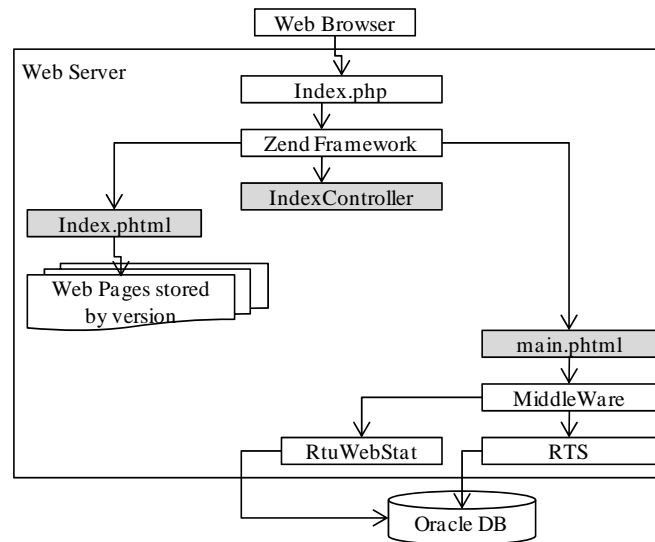 Web Browser
Web Server
Index.php
Zend Framework
IndexController
Index.phtml
Web Pages stored
by version
main.phtml
MiddleWare
RtuWebStat
RTS
Oracle DB